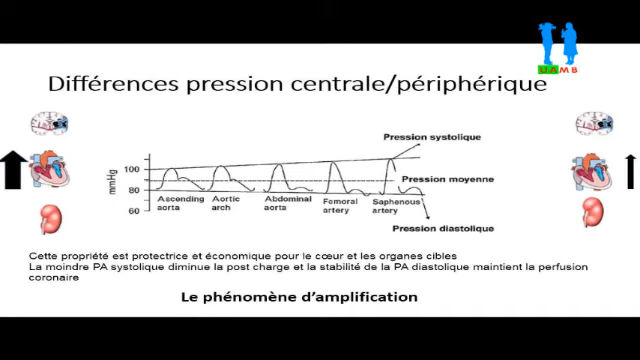 U A M B
Différences pression centrale/périphérique
Pression systolique
100
Pression moyenne
mmHg
80
60
Ascending aorta
Aortic arch
Abdominal aorta
Femoral artery
Saphenous artery
Pression diastolique
Cette propriété est protectrice et économique pour le cœur et les organes cibles
La moindre PA systolique diminue la post charge et la stabilité de la PA diastolique maintient la perfusion
coronaire
Le phénomène d'amplification